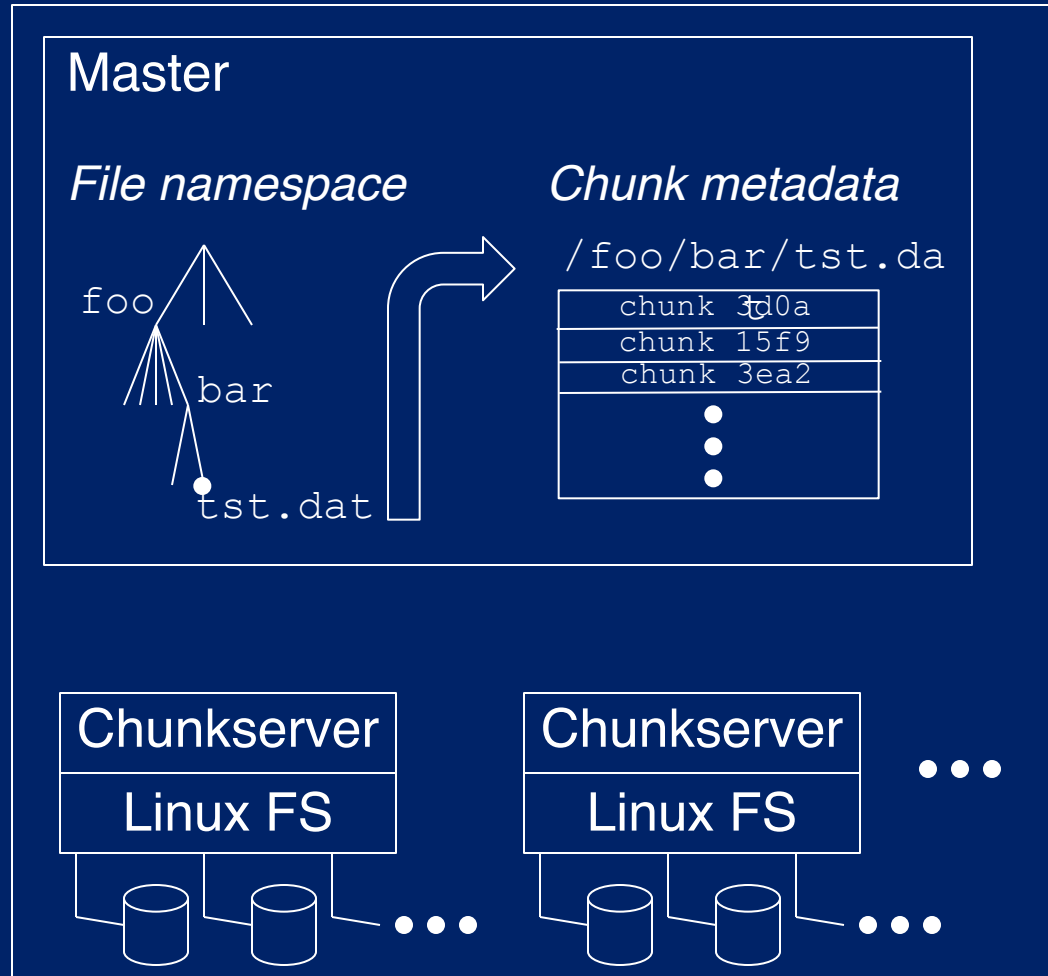 Master
File namespace
Chunk metadata
/foo/bar/tst.da
t
foo
chunk 3d0a
chunk 15f9
chunk 3ea2
bar
tst.dat
Chunkserver
Linux FS
Chunkserver
Linux FS